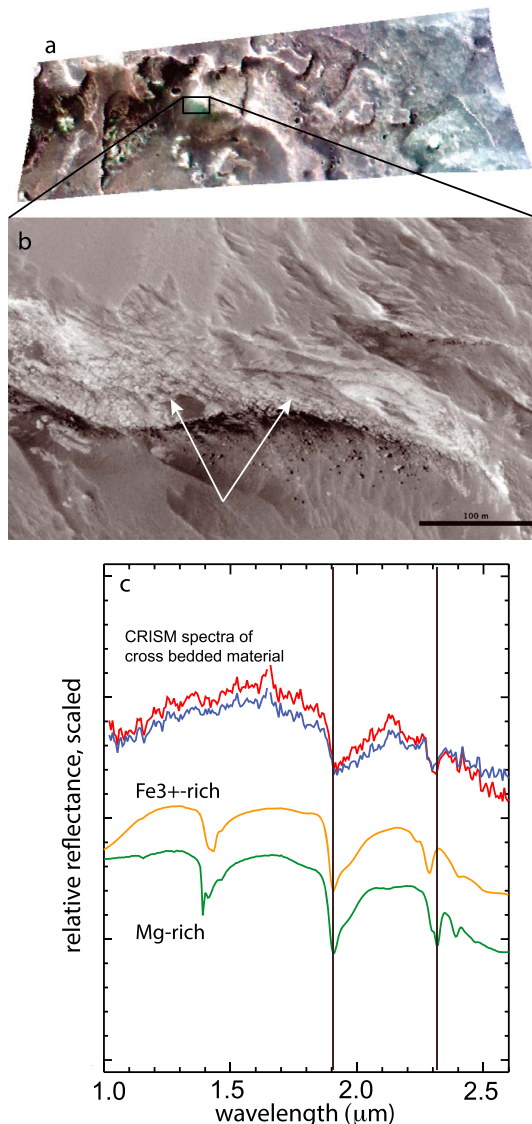 a
b
100 m
c
CRISM spectra of
cross bedded material
Fe3+-rich
Mg-rich
relative reflectance, scaled
1.0 1.5 2.0 2.5
wavelength (μm)